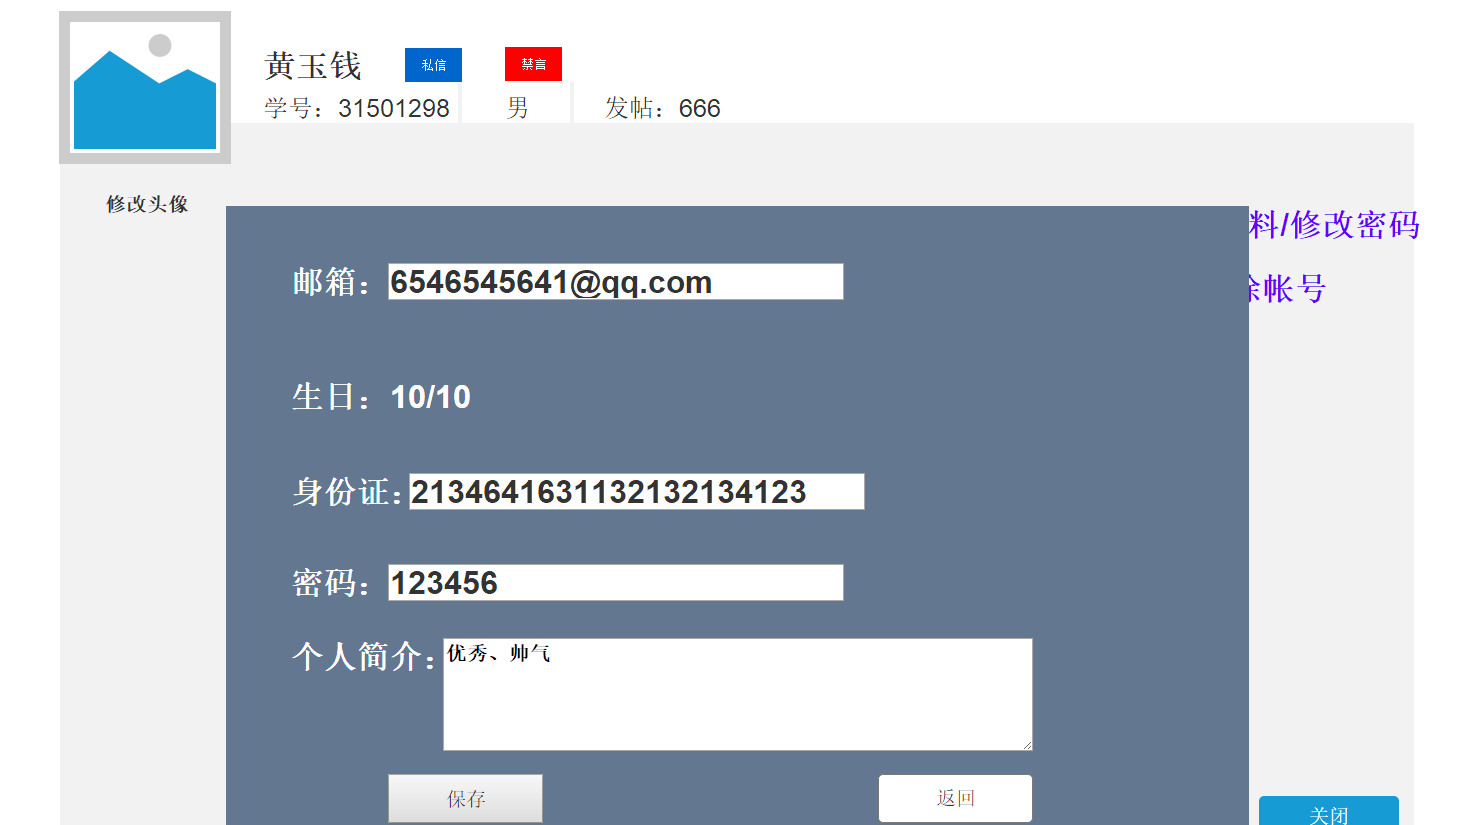 黄玉钱 私信 禁言
学号：31501298 男 发帖：666
修改头像
料/修改密码
邮箱：6546545641@qq.com
帐号
生日：10/10
身份证：2134641631132132134123
密码：123456
个人简介：优秀、帅气
保存 返回
关闭